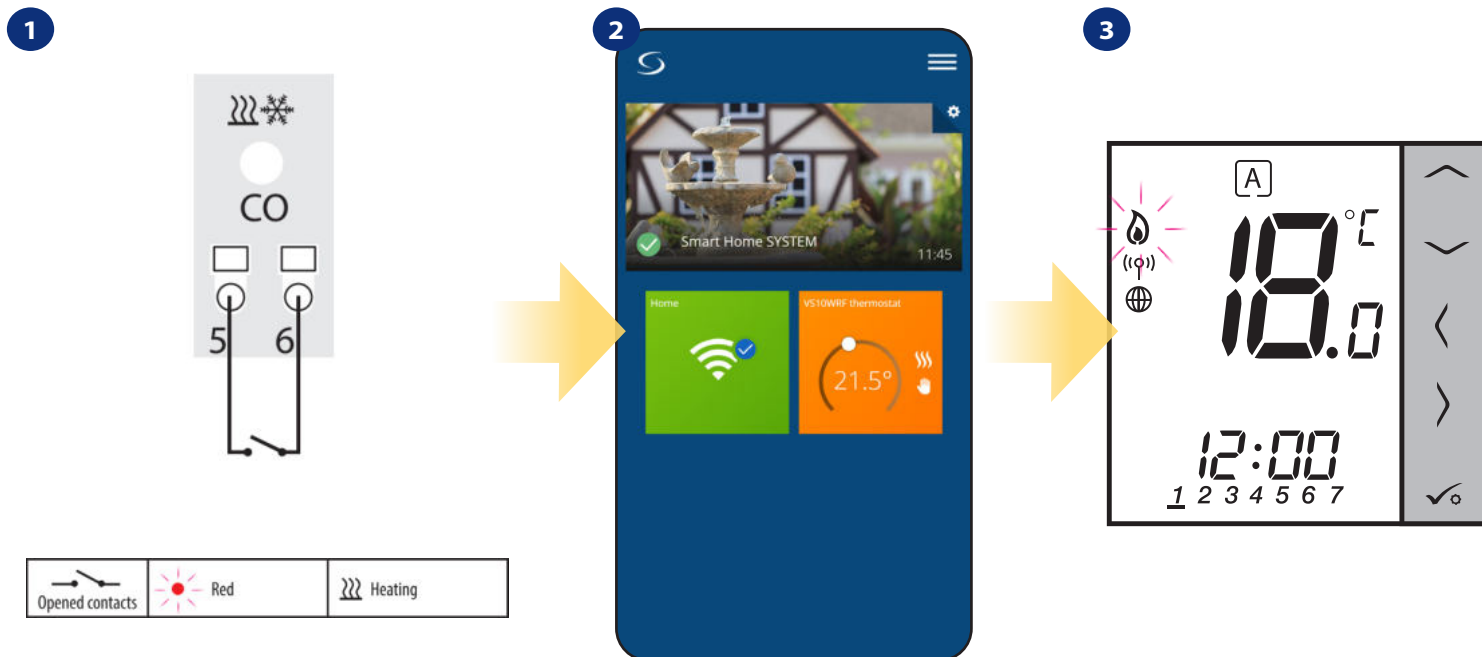 1
CO
5 6
Opened contacts
Red
Heating
2
Smart Home SYSTEM
11:45
Home
VS10WRF thermostat
21.5°
3
A
18.0 °C
12:00
1 2 3 4 5 6 7